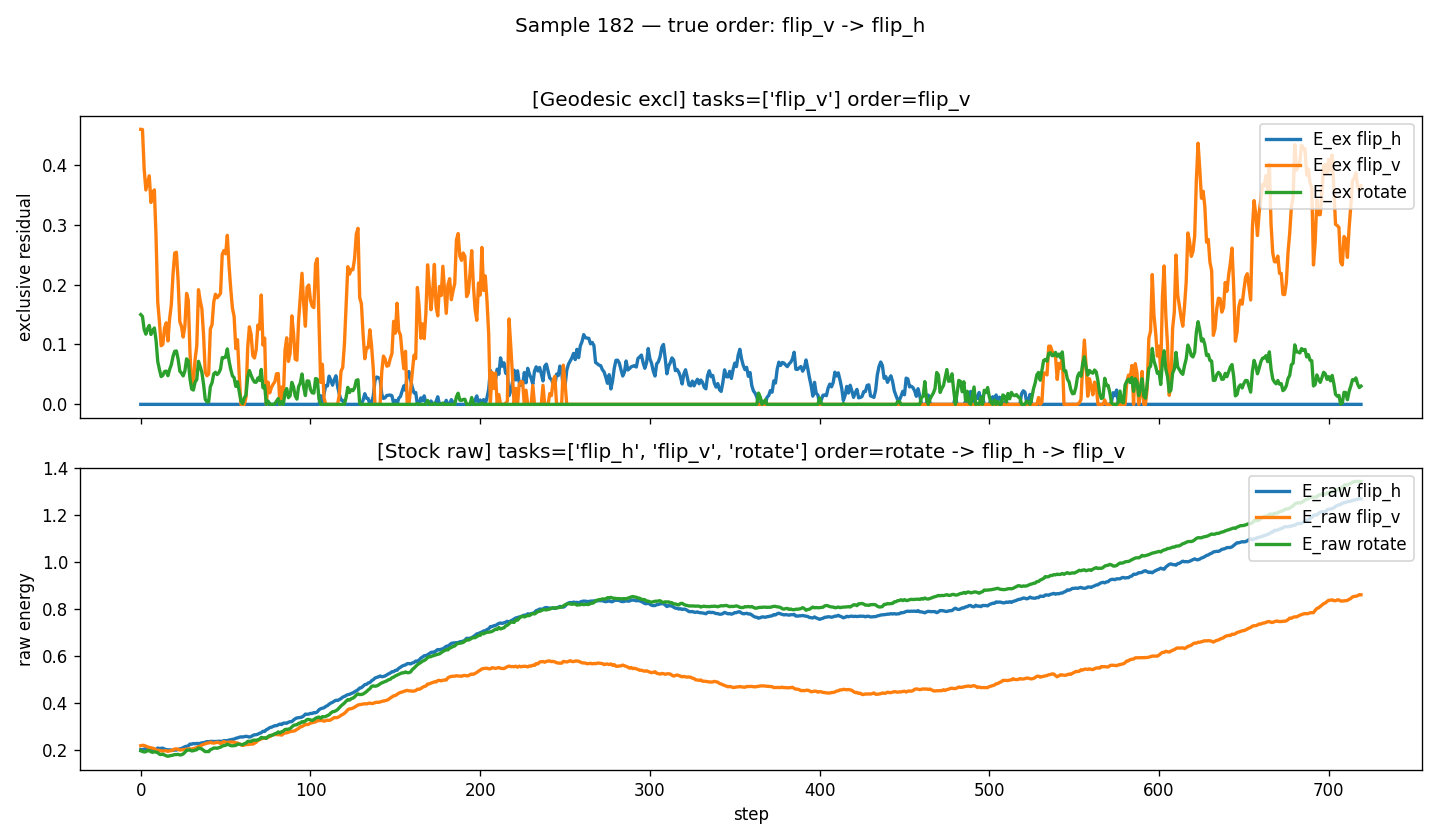 Sample 182 — true order: flip_v -> flip_h
[Geodesic excl] tasks=['flip_v'] order=flip_v
exclusive residual
0.4
0.3
0.2
0.1
0.0
E_ex flip_h
E_ex flip_v
E_ex rotate
[Stock raw] tasks=['flip_h', 'flip_v', 'rotate'] order=rotate -> flip_h -> flip_v
raw energy
1.4
1.2
1.0
0.8
0.6
0.4
0.2
E_raw flip_h
E_raw flip_v
E_raw rotate
0 100 200 300 400 500 600 700
step